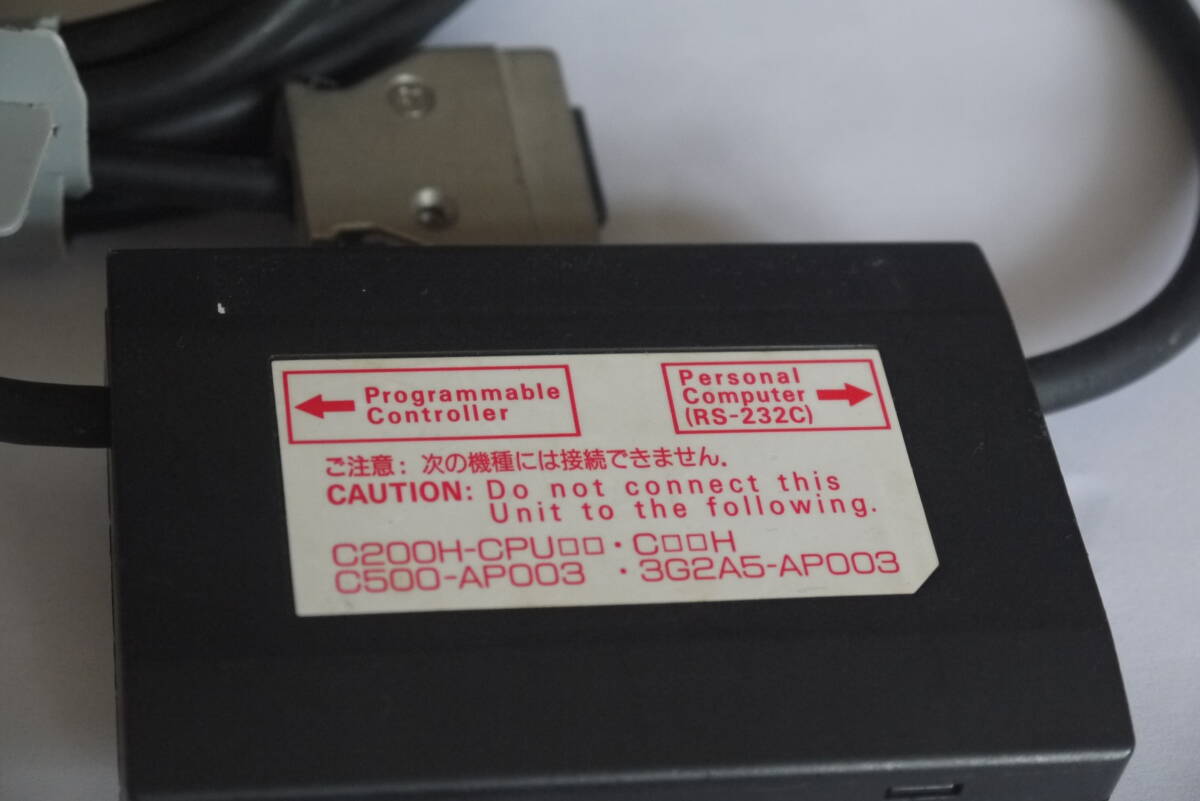 Programmable
Controller
Personal
Computer
(RS-232C)
ご注意: 次の機種には接続できません.
CAUTION: Do not connect this
Unit to the following.
C200H-CPU□□・C□□H
C500-AP003 ・3G2A5-AP003